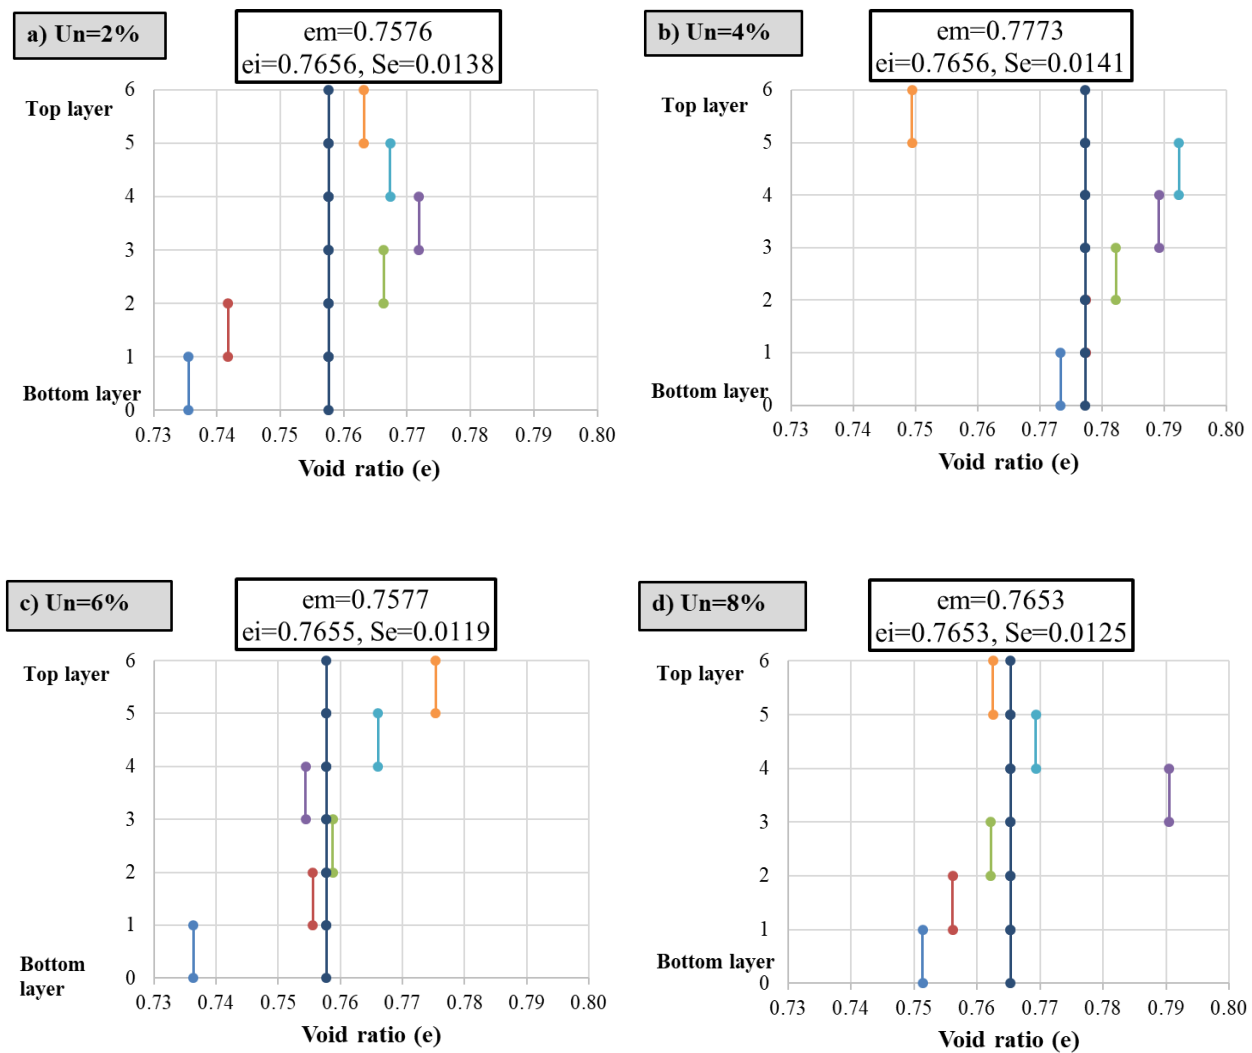 a) Un=2%
em=0.7576
ei=0.7656, Se=0.0138
6
Top layer
5
4
3
2
1
Bottom layer
0
0.73 0.74 0.75 0.76 0.77 0.78 0.79 0.80
Void ratio (e)
b) Un=4%
em=0.7773
ei=0.7656, Se=0.0141
6
Top layer
5
4
3
2
1
Bottom layer
0
0.73 0.74 0.75 0.76 0.77 0.78 0.79 0.80
Void ratio (e)
c) Un=6%
em=0.7577
ei=0.7655, Se=0.0119
6
Top layer
5
4
3
2
1
Bottom
layer
0
0.73 0.74 0.75 0.76 0.77 0.78 0.79 0.80
Void ratio (e)
d) Un=8%
em=0.7653
ei=0.7653, Se=0.0125
6
Top layer
5
4
3
2
1
Bottom layer
0
0.73 0.74 0.75 0.76 0.77 0.78 0.79 0.80
Void ratio (e)